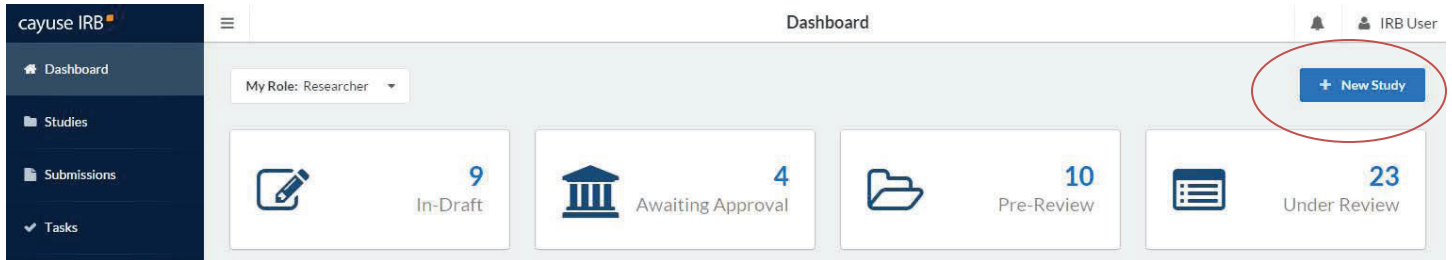 cayuse IRB
Dashboard
IRB User
Dashboard
Studies
Submissions
Tasks
My Role: Researcher
+ New Study
9
In-Draft
4
Awaiting Approval
10
Pre-Review
23
Under Review